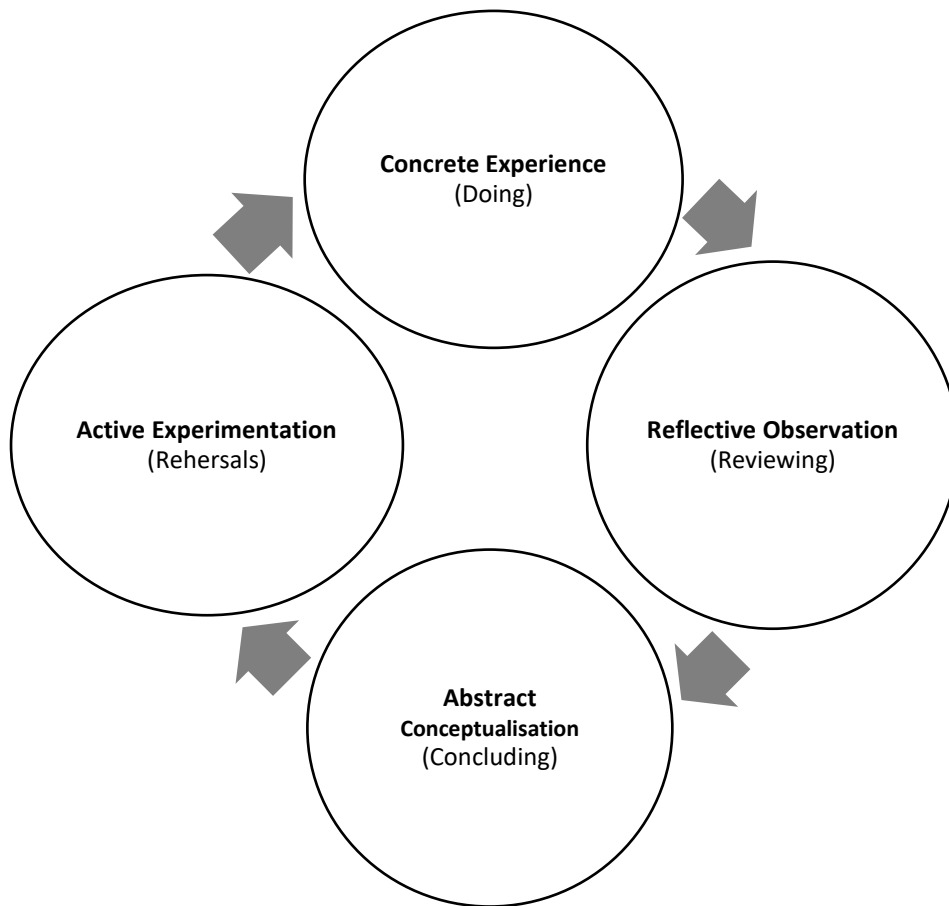 Concrete Experience
(Doing)
Active Experimentation
(Rehersals)
Reflective Observation
(Reviewing)
Abstract
Conceptualisation
(Concluding)